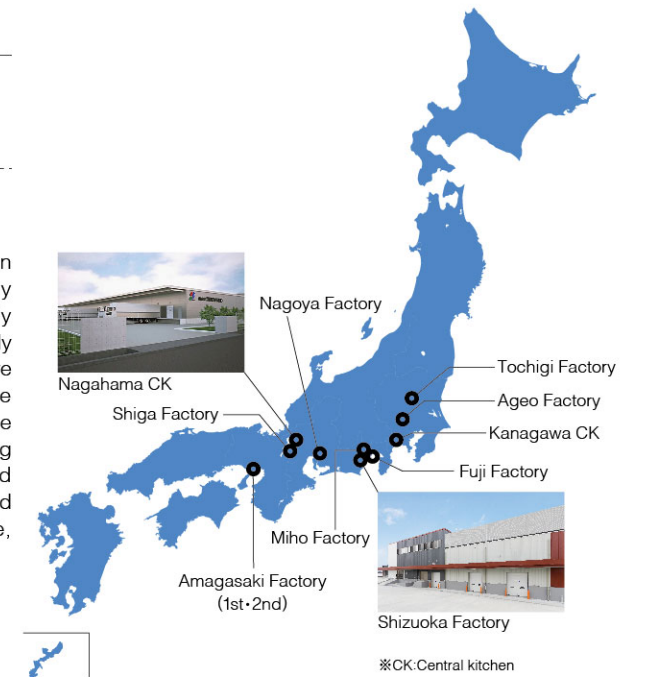 n
y
y
ly
e
e
e
g
d
d
e,
Nagoya Factory
Nagahama CK
Shiga Factory
Tochigi Factory
Ageo Factory
Kanagawa CK
Fuji Factory
Miho Factory
Amagasaki Factory
(1st・2nd)
Shizuoka Factory
※CK:Central kitchen